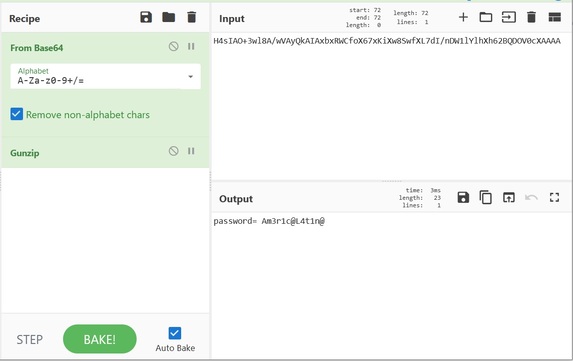 Recipe
From Base64
Alphabet
A-Za-z0-9+/=
Remove non-alphabet chars
Gunzip
STEP
BAKE!
Auto Bake
Input
start: 72
end: 72
length: 0
length: 72
lines: 1
H4sIAO+3wl8A/wVAyQkAIAxbxRWCfoX67xKiXw8SwfXL7dI/nDW1lYlhXh62BQDOV0cXAAAA
Output
time: 3ms
length: 23
lines: 1
password= Am3r1c@L4t1n@